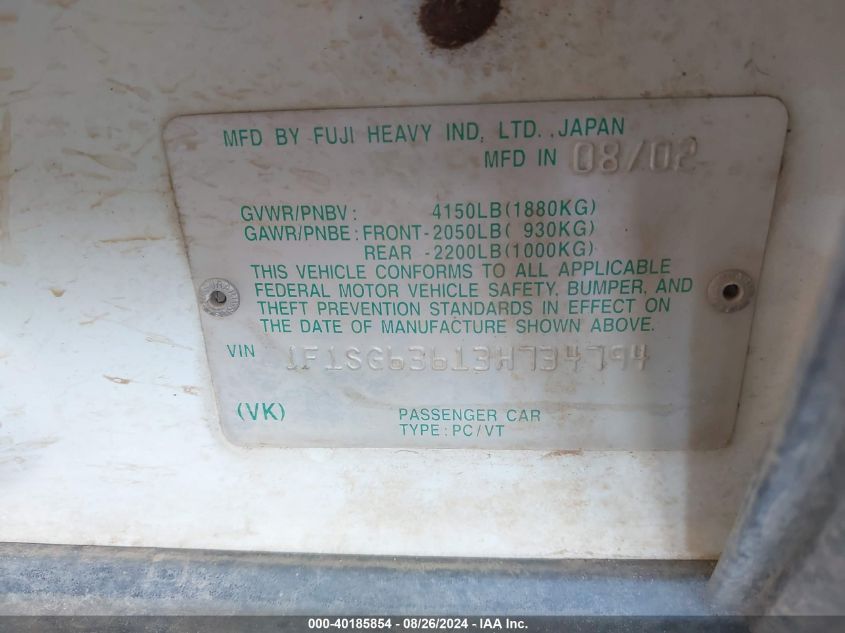 MFD BY FUJI HEAVY IND, LTD., JAPAN
MFD IN 08/02
GVWR/PNBV: 4150LB(1880KG)
GAWR/PNBE: FRONT-2050LB( 930KG)
REAR -2200LB(1000KG)
THIS VEHICLE CONFORMS TO ALL APPLICABLE
FEDERAL MOTOR VEHICLE SAFETY, BUMPER, AND
THEFT PREVENTION STANDARDS IN EFFECT ON
THE DATE OF MANUFACTURE SHOWN ABOVE.
VIN JF1SG63613H734794
(VK) PASSENGER CAR
TYPE: PC/VT
000-40185854 / 08/26/2024 - IAA Inc.